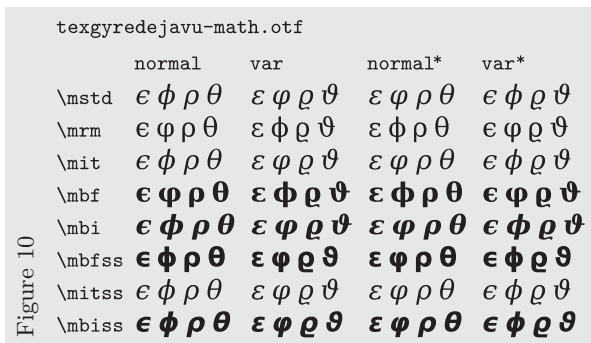 texgyredejavu-math.otf
normal var normal* var*
\mstd ϵ ϕ ρ θ ε φ ϱ ϑ ε φ ρ θ ϵ ϕ ϱ ϑ
\mrm ϵ φ ρ θ ε ϕ ϱ ϑ ε ϕ ρ θ ϵ φ ϱ ϑ
\mit ϵ ϕ ρ θ ε φ ϱ ϑ ε φ ρ θ ϵ ϕ ϱ ϑ
\mbf ϵ φ ρ θ ε ϕ ϱ ϑ ε ϕ ρ θ ϵ φ ϱ ϑ
\mbi ϵ ϕ ρ θ ε φ ϱ ϑ ε φ ρ θ ϵ ϕ ϱ ϑ
\mbfss ϵ ϕ ρ θ ε φ ϱ ϑ ε φ ρ θ ϵ ϕ ϱ ϑ
\mitss ϵ ϕ ρ θ ε φ ϱ ϑ ε φ ρ θ ϵ ϕ ϱ ϑ
\mbiss ϵ ϕ ρ θ ε φ ϱ ϑ ε φ ρ θ ϵ ϕ ϱ ϑ
Figure 10